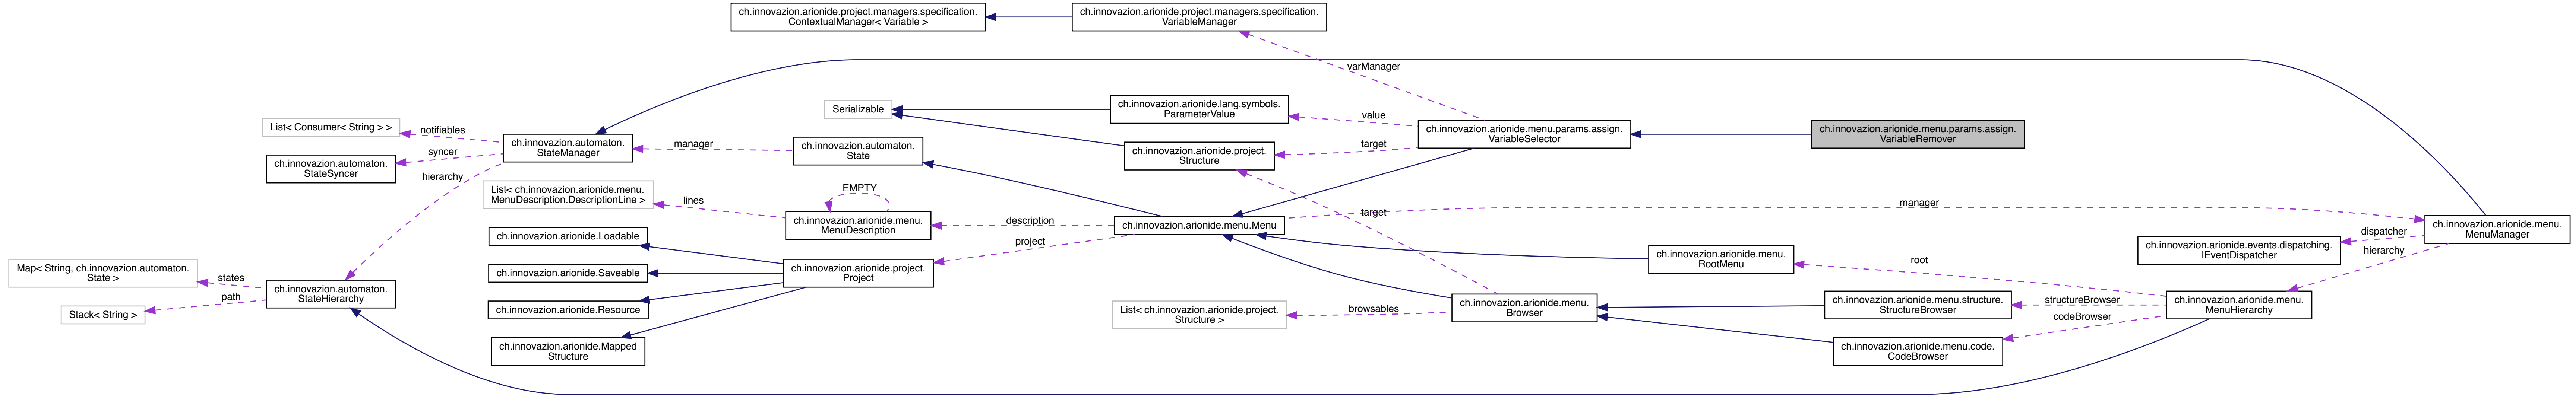 ch.innovazion.arionide.project.managers.specification.
ContextualManager< Variable >
ch.innovazion.arionide.project.managers.specification.
VariableManager
varManager
Serializable
ch.innovazion.arionide.lang.symbols.
ParameterValue
value
ch.innovazion.arionide.menu.params.assign.
VariableSelector
ch.innovazion.arionide.menu.params.assign.
VariableRemover
List< Consumer< String > >
notifiables
ch.innovazion.automaton.
StateManager
manager
ch.innovazion.automaton.
State
ch.innovazion.arionide.project.
Structure
target
ch.innovazion.automaton.
StateSyncer
syncer
hierarchy
List< ch.innovazion.arionide.menu.
MenuDescription.DescriptionLine >
lines
EMPTY
ch.innovazion.arionide.menu.
MenuDescription
description
ch.innovazion.arionide.menu.Menu
target
manager
ch.innovazion.arionide.menu.
MenuManager
ch.innovazion.arionide.Loadable
project
dispatcher
ch.innovazion.arionide.events.dispatching.
IEventDispatcher
hierarchy
Map< String, ch.innovazion.automaton.
State >
states
ch.innovazion.arionide.Saveable
ch.innovazion.arionide.project.
Project
ch.innovazion.arionide.menu.
RootMenu
root
path
Stack< String >
ch.innovazion.automaton.
StateHierarchy
ch.innovazion.arionide.Resource
List< ch.innovazion.arionide.project.
Structure >
browsables
ch.innovazion.arionide.menu.
Browser
ch.innovazion.arionide.menu.structure.
StructureBrowser
structureBrowser
ch.innovazion.arionide.menu.
MenuHierarchy
codeBrowser
ch.innovazion.arionide.Mapped
Structure
ch.innovazion.arionide.menu.code.
CodeBrowser